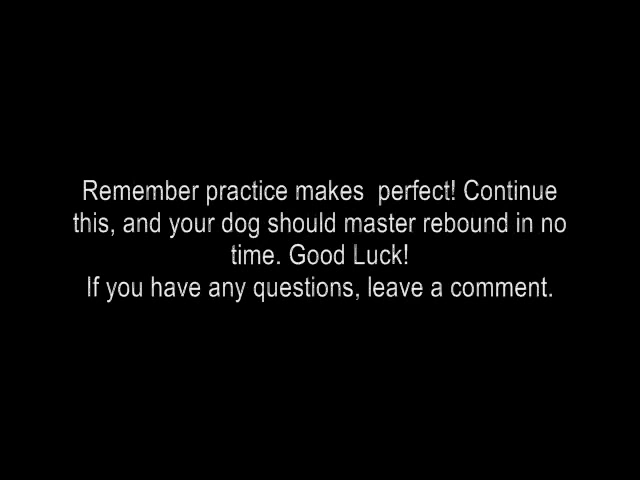 Remember practice makes  perfect! Continue
this, and your dog should master rebound in no
time. Good Luck!
If you have any questions, leave a comment.